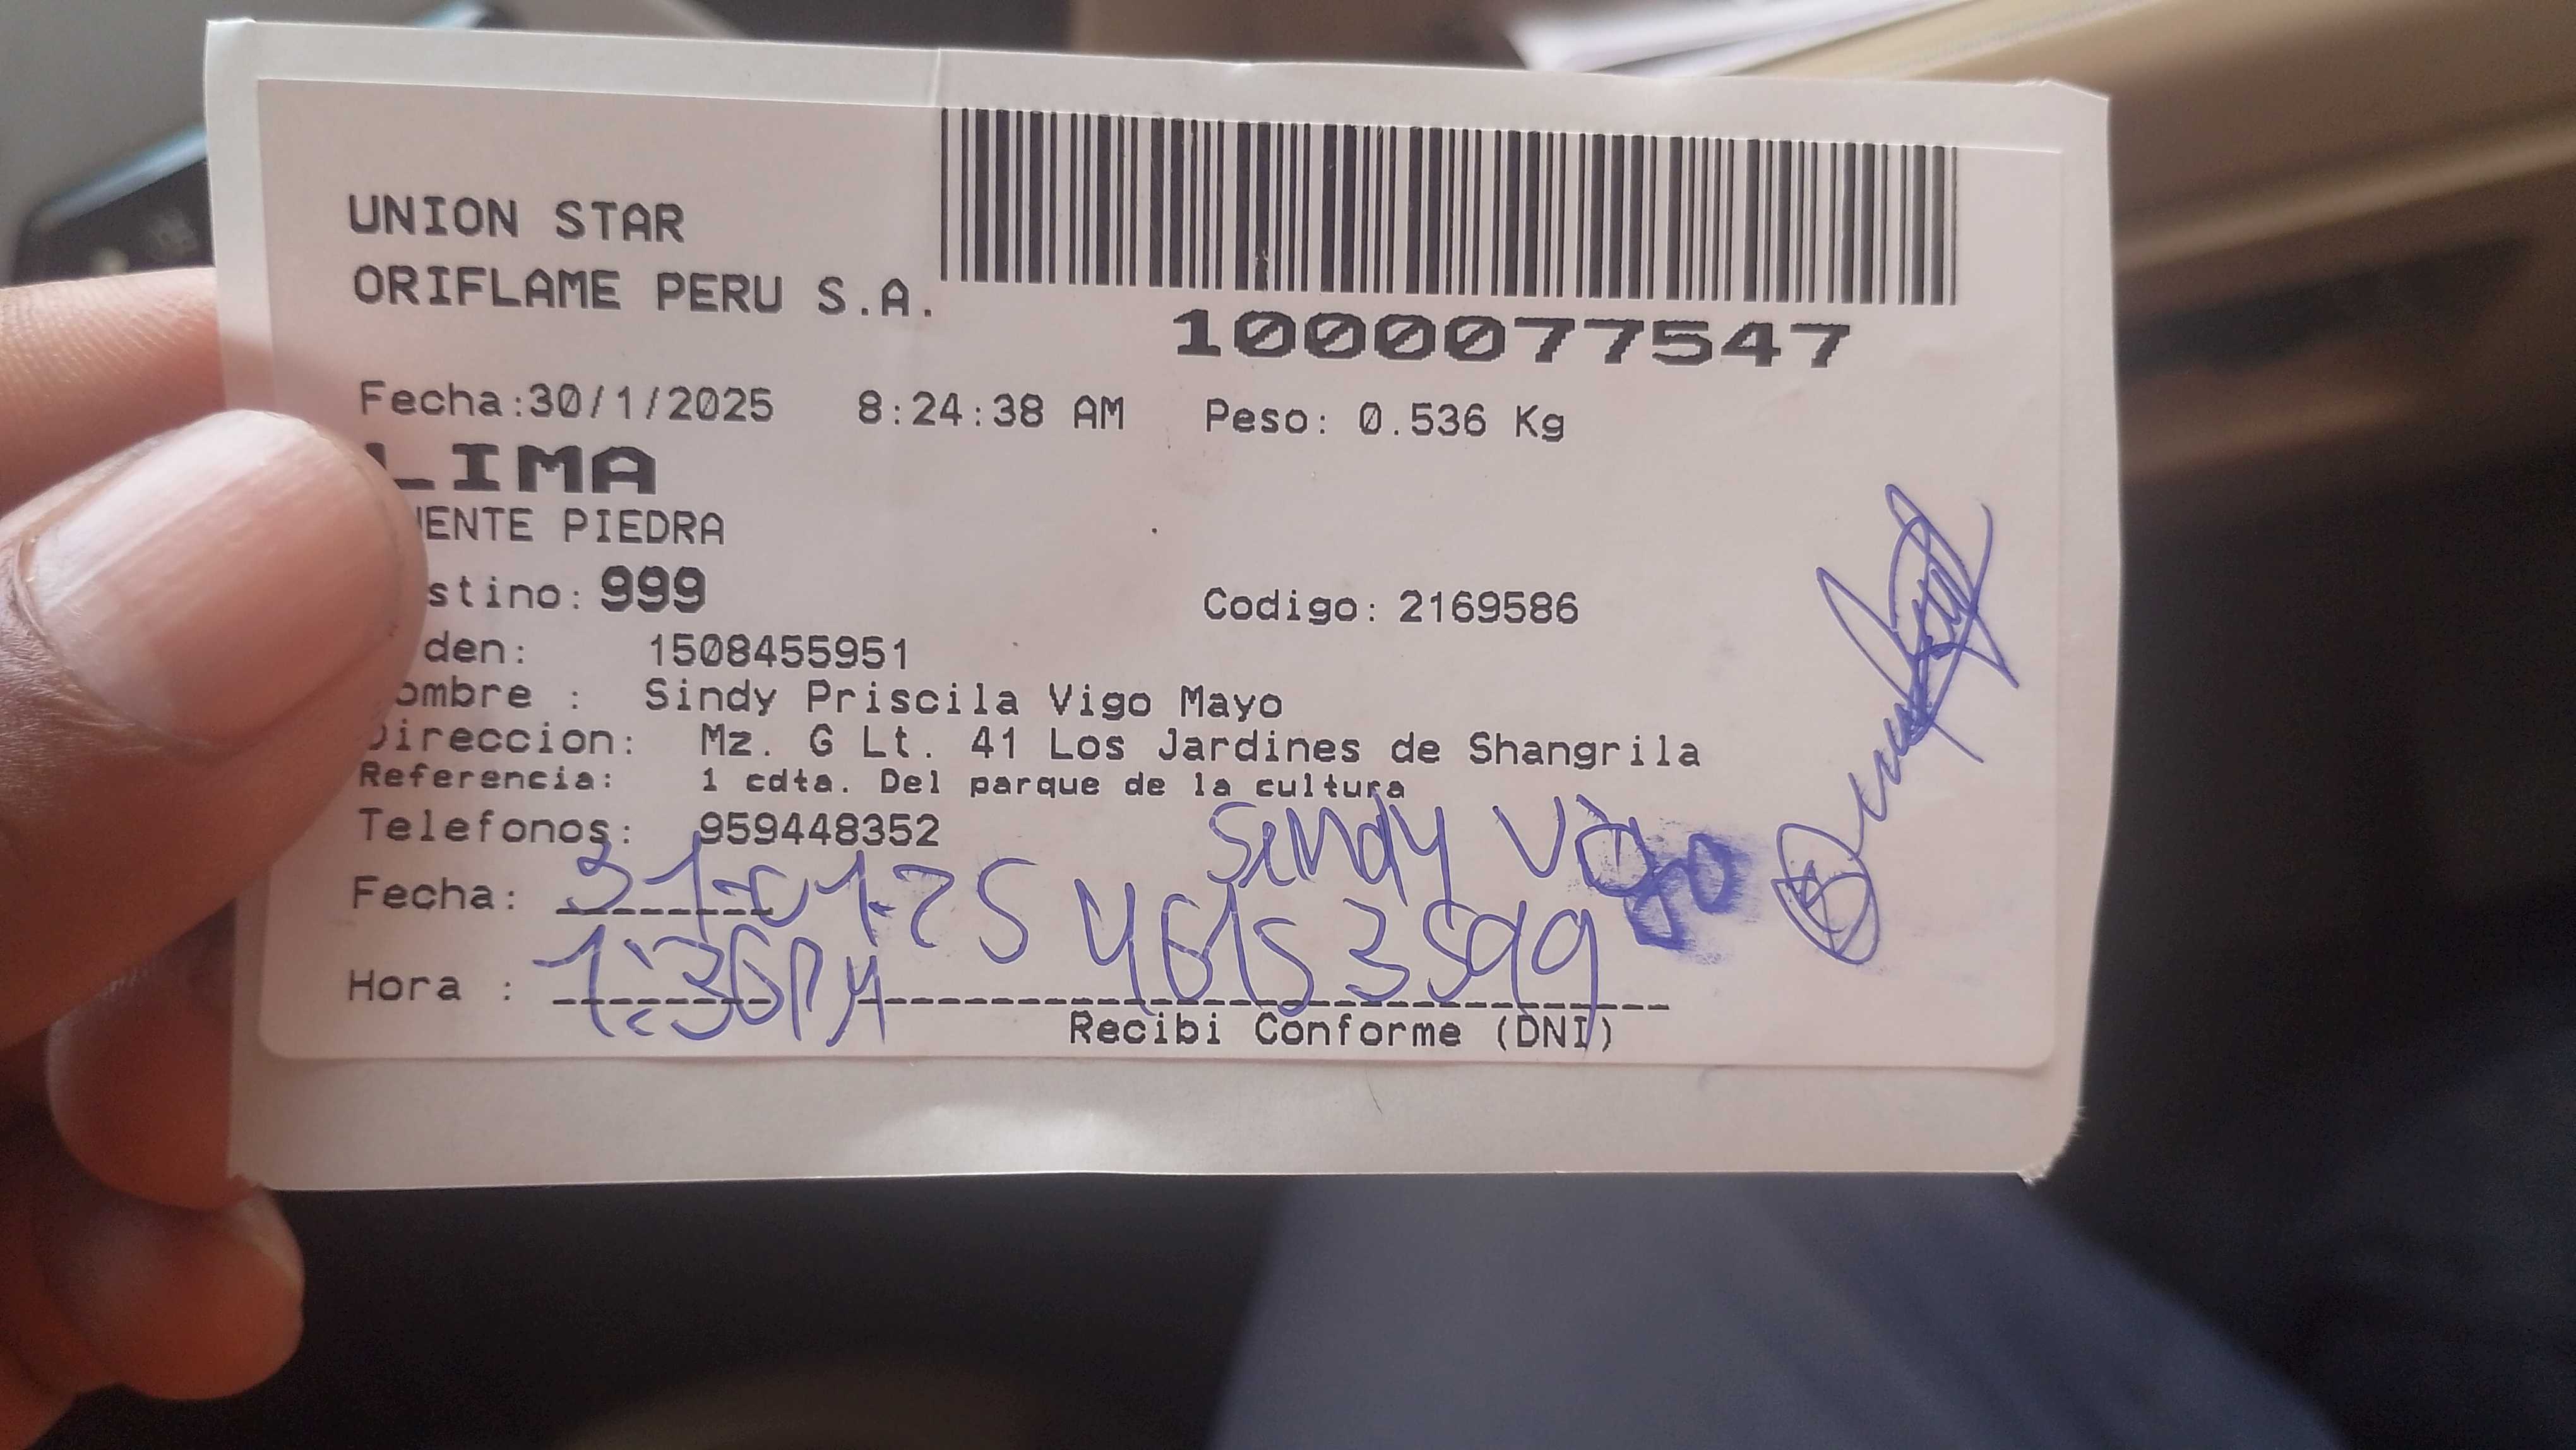 UNION STAR
ORIFLAME PERU S.A.
1000077547
Fecha:30/1/2025 8:24:38 AM Peso: 0.536 Kg
LIMA
ENTE PIEDRA
stino: 999 Codigo: 2169586
den: 1508455951
ombre : Sindy Priscila Vigo Mayo
Direccion: Mz. G Lt. 41 Los Jardines de Shangrila
Referencia: 1 cdta. Del parque de la cultura
Telefonos: 959448352
Sindy Vigo
Fecha: 31-01-25 46153599
Hora : 1:36PM
Recibi Conforme (DNI)